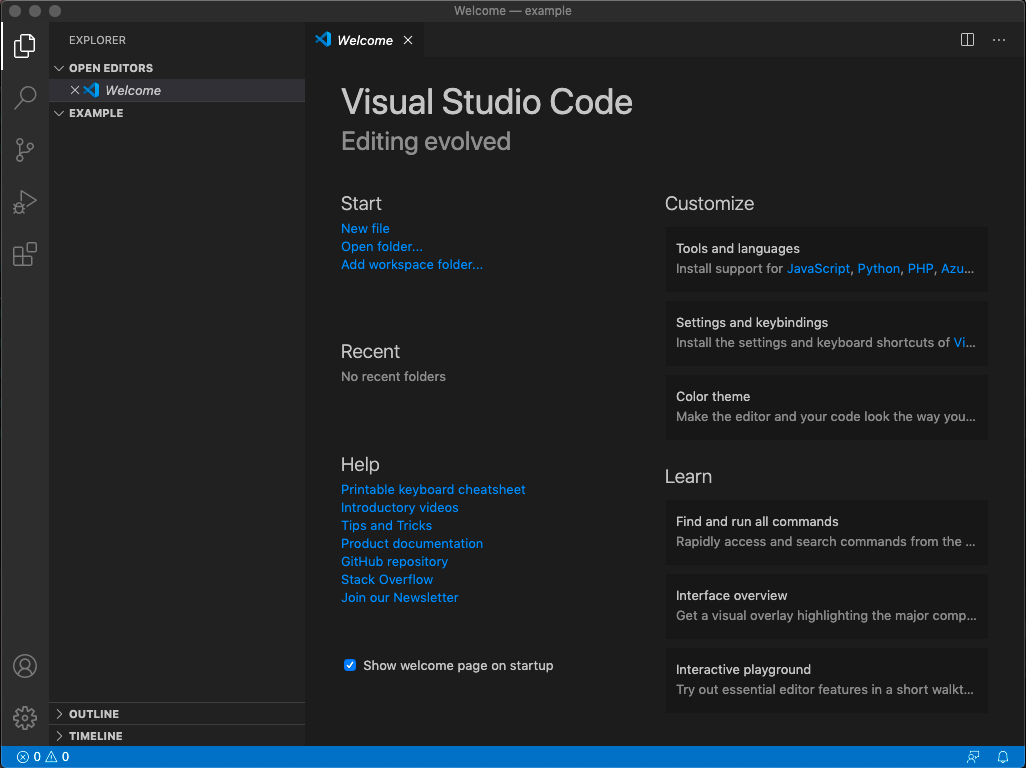 Welcome — example
EXPLORER
OPEN EDITORS
Welcome
EXAMPLE
OUTLINE
TIMELINE
Welcome
Visual Studio Code
Editing evolved
Start
New file
Open folder...
Add workspace folder...
Recent
No recent folders
Help
Printable keyboard cheatsheet
Introductory videos
Tips and Tricks
Product documentation
GitHub repository
Stack Overflow
Join our Newsletter
Show welcome page on startup
Customize
Tools and languages
Install support for JavaScript, Python, PHP, Azu...
Settings and keybindings
Install the settings and keyboard shortcuts of Vi...
Color theme
Make the editor and your code look the way you...
Learn
Find and run all commands
Rapidly access and search commands from the ...
Interface overview
Get a visual overlay highlighting the major comp...
Interactive playground
Try out essential editor features in a short walkt...
0 0